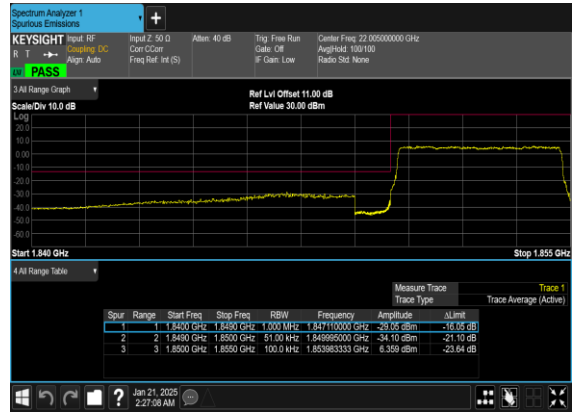 Spectrum Analyzer 1
Spurious Emissions
KEYSIGHT Input: RF Input Z: 50 Ω Atten: 40 dB Trig: Free Run Center Freq: 22.005000000 GHz
R T Coupling: DC Corr CCorr Gate: Off Avg|Hold: 100/100
Align: Auto Freq Ref: Int (S) IF Gain: Low Radio Std: None
PASS
3 All Range Graph
Ref Lvl Offset 11.00 dB
Scale/Div 10.0 dB Ref Value 30.00 dBm
Log
20.0
10.0
0.00
-10.0
-20.0
-30.0
-40.0
-50.0
-60.0
Start 1.840 GHz Stop 1.855 GHz
4 All Range Table
Measure Trace Trace 1
Trace Type Trace Average (Active)
Spur Range Start Freq Stop Freq RBW Frequency Amplitude ΔLimit
1 1 1.8400 GHz 1.8490 GHz 1.000 MHz 1.847110000 GHz -29.05 dBm -16.05 dB
2 2 1.8490 GHz 1.8500 GHz 51.00 kHz 1.849995000 GHz -34.10 dBm -21.10 dB
3 3 1.8500 GHz 1.8550 GHz 100.0 kHz 1.853983333 GHz 6.359 dBm -23.64 dB
? Jan 21, 2025
2:27:08 AM